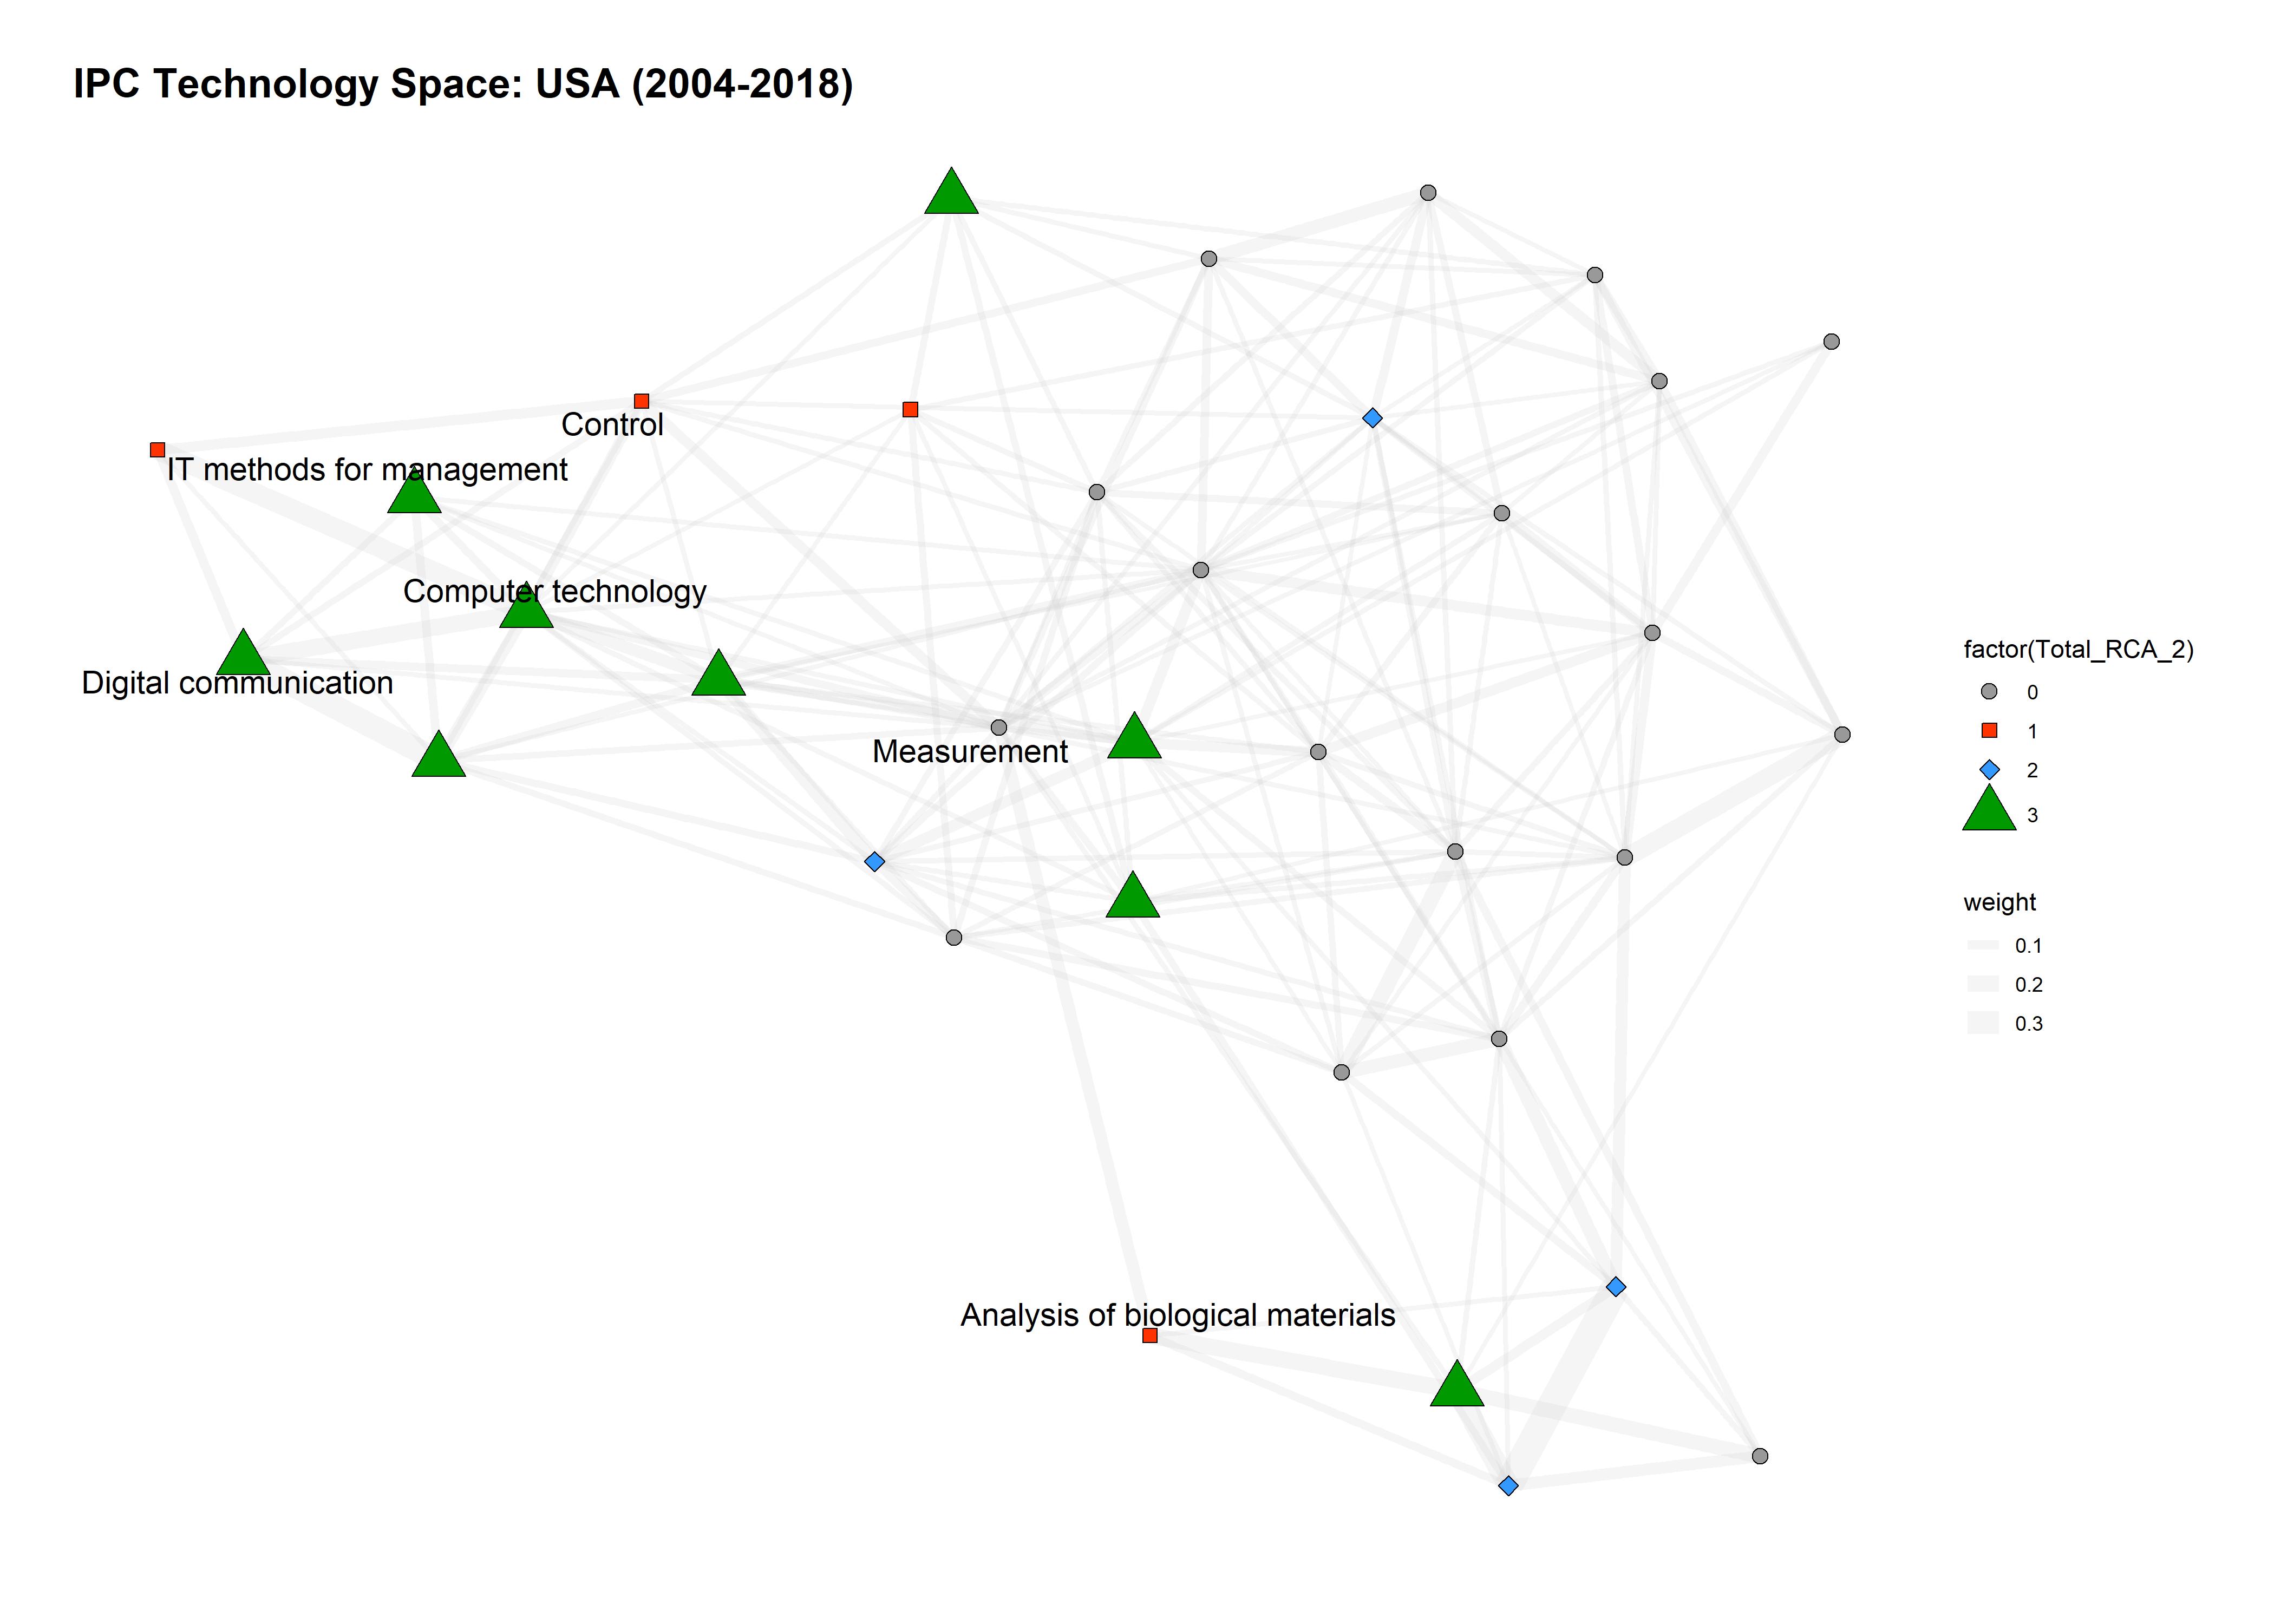 IPC Technology Space: USA (2004-2018)
Control
IT methods for management
Computer technology
Digital communication
Measurement
Analysis of biological materials
factor(Total_RCA_2)
0
1
2
3
weight
0.1
0.2
0.3